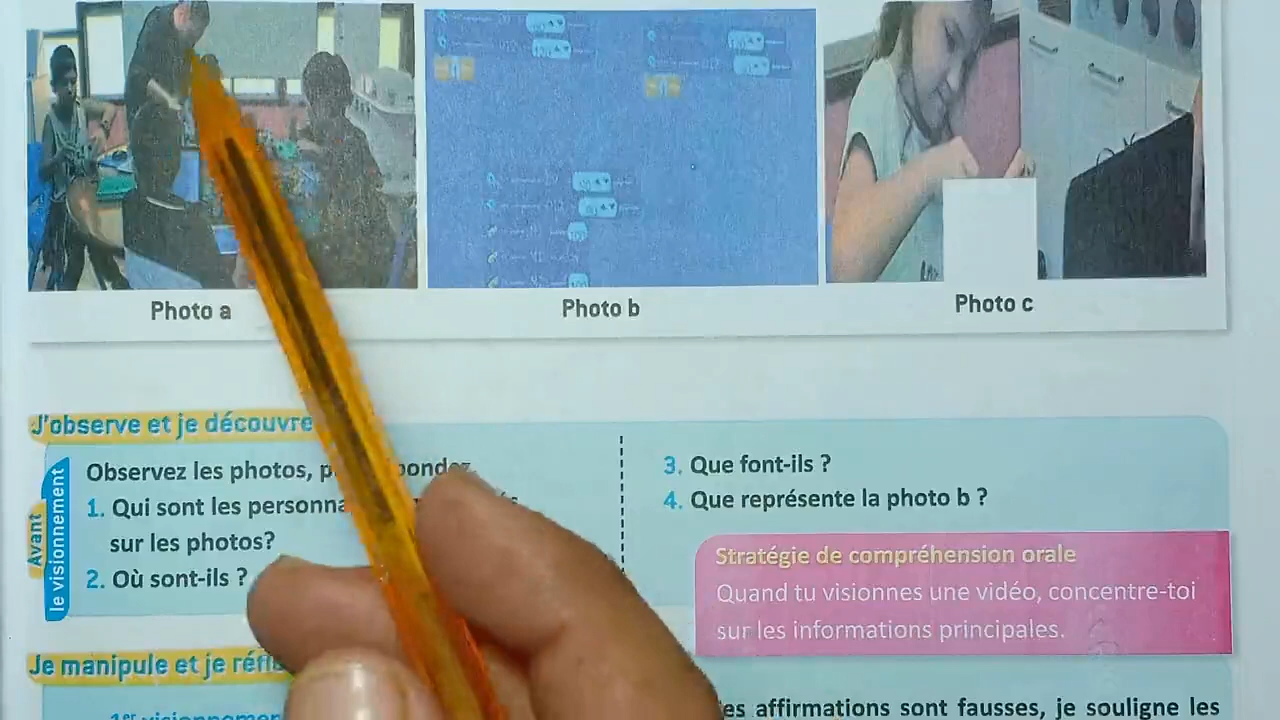 Photo a
Photo b
Photo c
J'observe et je découvre
Avant
le visionnement
Observez les photos,
1. Qui sont les
sur les photos?
2. Où sont-ils ?
3. Que font-ils ?
4. Que représente la photo b ?
Stratégie de compréhension orale
Quand tu visionnes une vidéo, concentre-toi
sur les informations principales.
Je manipule et je
1er
affirmations sont fausses, je souligne les